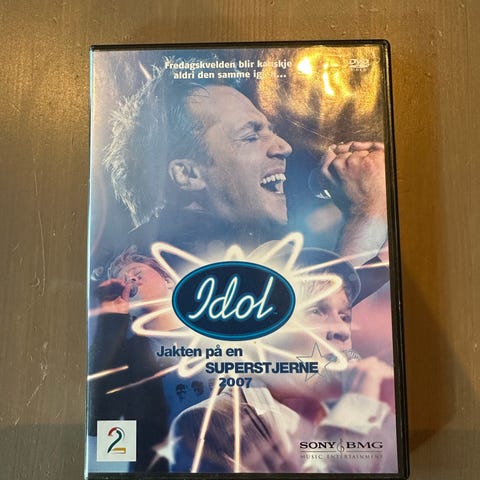 Fredagskvelden blir kanskje
aldri den samme igjen...
DVD
VIDEO
Idol
Jakten på en
SUPERSTJERNE
2007
2
SONY BMG
MUSIC ENTERTAINMENT